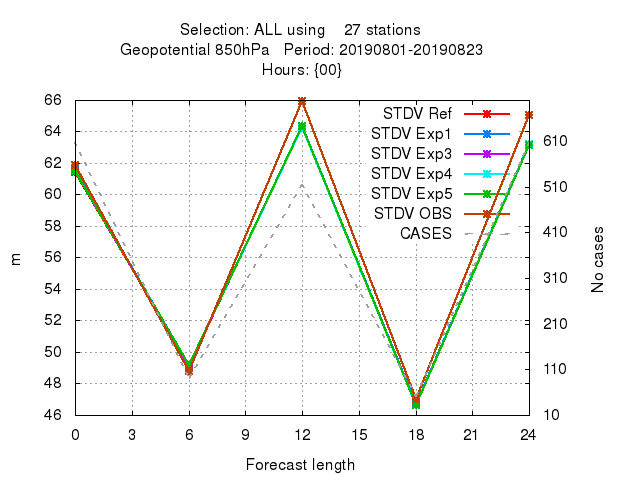 Selection: ALL using    27 stations
Geopotential 850hPa   Period: 20190801-20190823
Hours: {00}
66
64
62
60
58
56
54
52
50
48
46
m
STDV Ref
STDV Exp1
STDV Exp3
STDV Exp4
STDV Exp5
STDV OBS
CASES
610
510
410
310
210
110
10
No cases
0 3 6 9 12 15 18 21 24
Forecast length